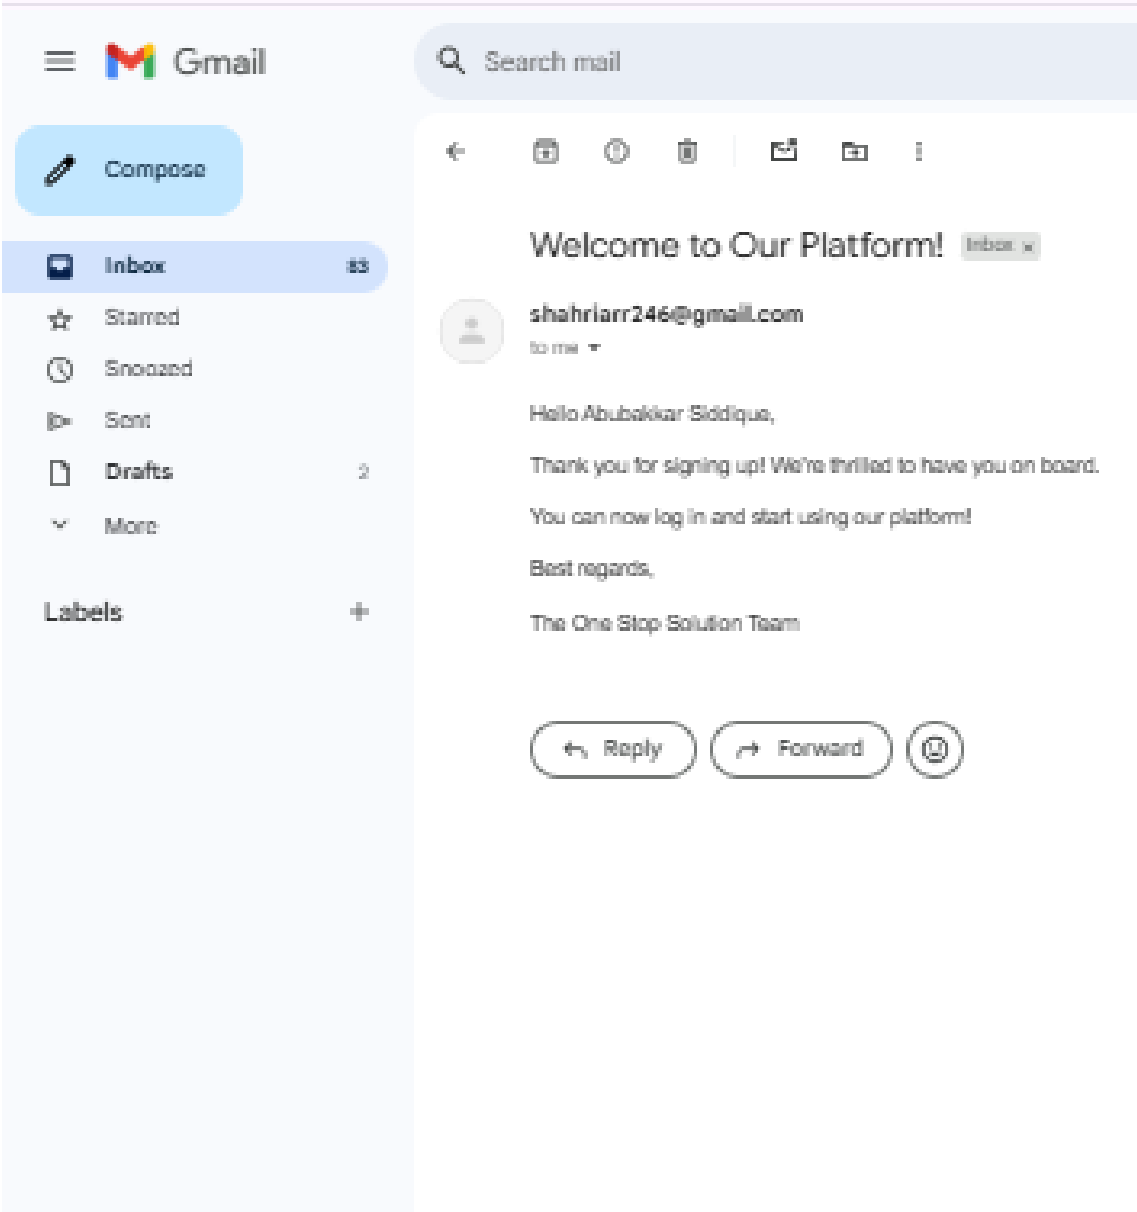 Gmail
Search mail
Compose
Inbox 83
Starred
Snoozed
Sent
Drafts 2
More
Labels
Welcome to Our Platform! Inbox x
shahriarr246@gmail.com
to me
Hello Abubakkar Siddique,
Thank you for signing up! We're thrilled to have you on board.
You can now log in and start using our platform!
Best regards,
The One Stop Solution Team
Reply
Forward